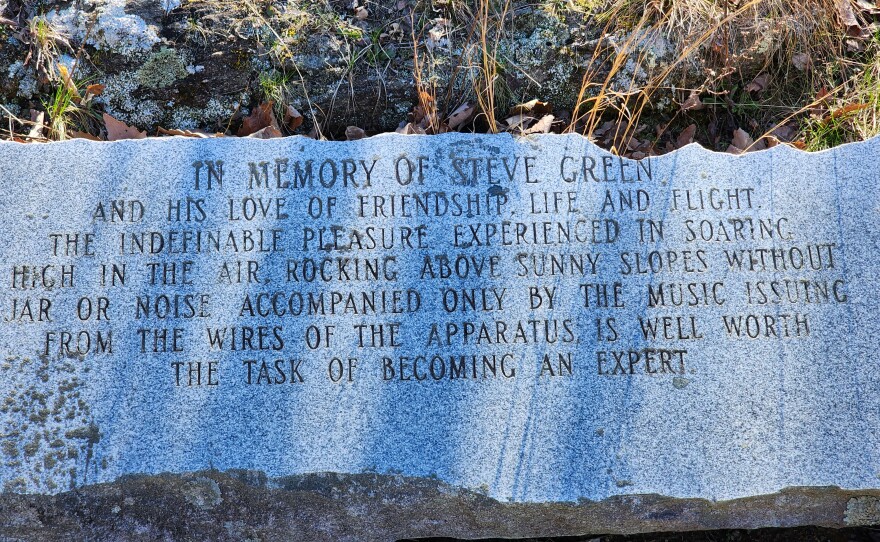 IN MEMORY OF STEVE GREEN
AND HIS LOVE OF FRIENDSHIP, LIFE AND FLIGHT.
THE INDEFINABLE PLEASURE EXPERIENCED IN SOARING
HIGH IN THE AIR, ROCKING ABOVE SUNNY SLOPES WITHOUT
JAR OR NOISE ACCOMPANIED ONLY BY THE MUSIC ISSUING
FROM THE WIRES OF THE APPARATUS, IS WELL WORTH
THE TASK OF BECOMING AN EXPERT.